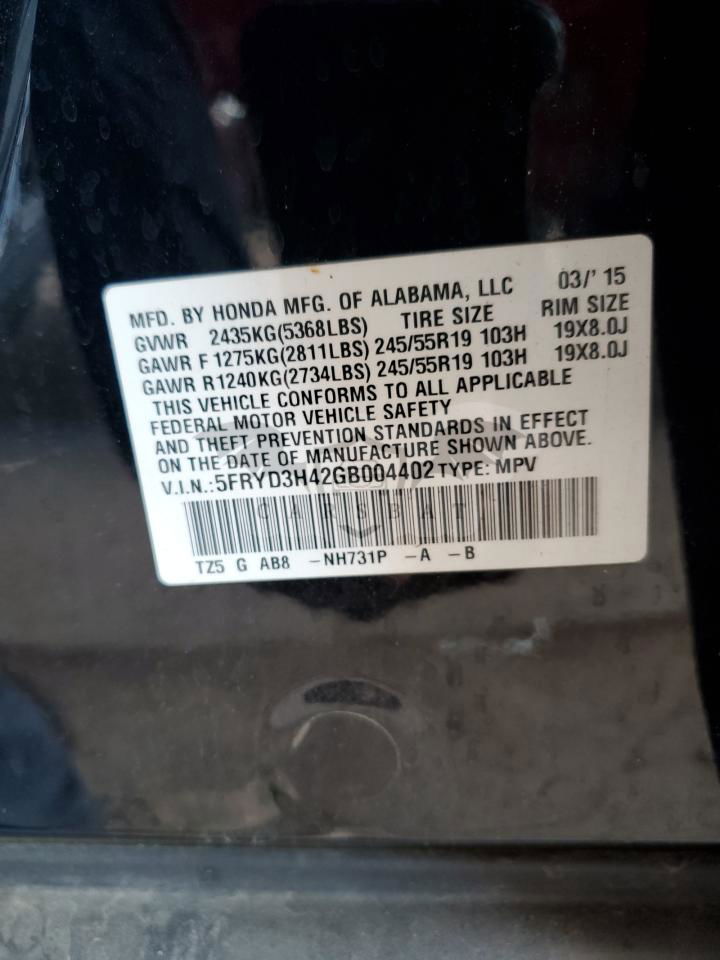 MFD. BY HONDA MFG. OF ALABAMA, LLC 03/'15
GVWR 2435KG(5368LBS) TIRE SIZE RIM SIZE
GAWR F 1275KG(2811LBS) 245/55R19 103H 19X8.0J
GAWR R1240KG(2734LBS) 245/55R19 103H 19X8.0J
THIS VEHICLE CONFORMS TO ALL APPLICABLE
FEDERAL MOTOR VEHICLE SAFETY
AND THEFT PREVENTION STANDARDS IN EFFECT
ON THE DATE OF MANUFACTURE SHOWN ABOVE.
V.I.N.:5FRYD3H42GB004402 TYPE: MPV
CARSBAT
TZ5 G AB8 -NH731P -A -B